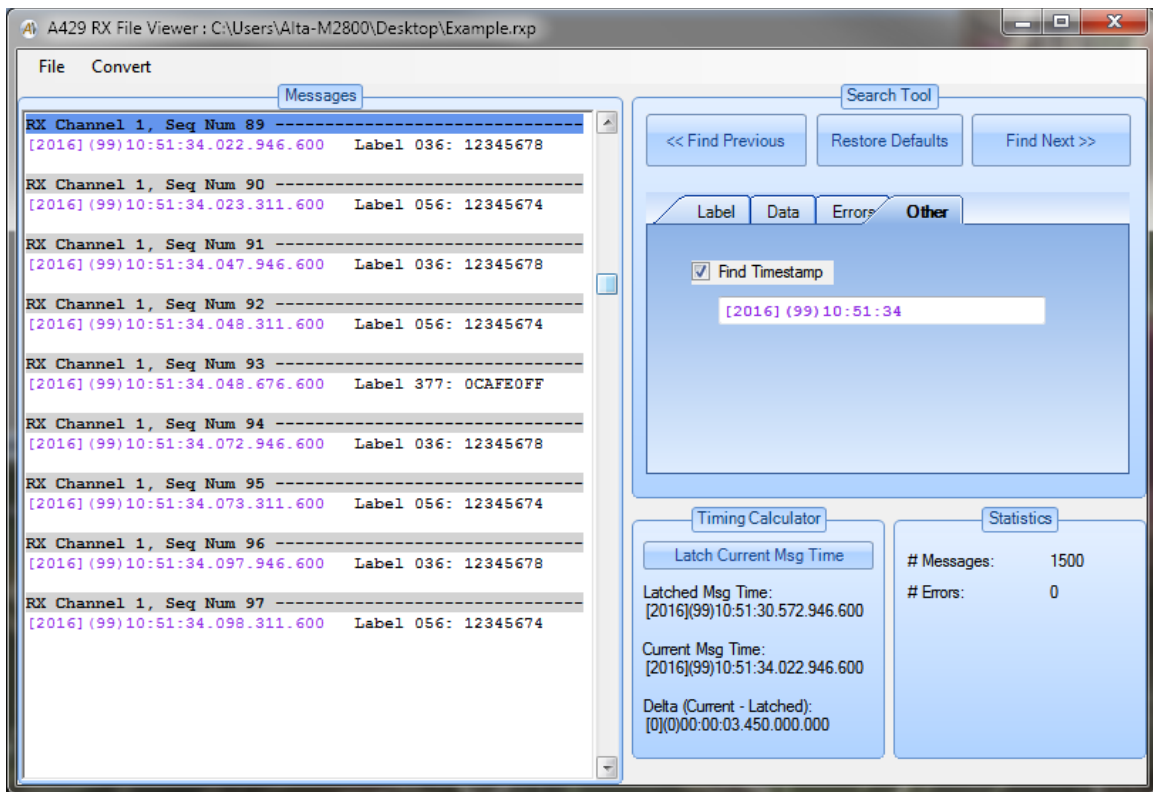 A429 RX File Viewer : C:\Users\Alta-M2800\Desktop\Example.rxp
File Convert
Messages
RX Channel 1, Seq Num 89 -------------------------------
[2016](99)10:51:34.022.946.600 Label 036: 12345678
RX Channel 1, Seq Num 90 -------------------------------
[2016](99)10:51:34.023.311.600 Label 056: 12345674
RX Channel 1, Seq Num 91 -------------------------------
[2016](99)10:51:34.047.946.600 Label 036: 12345678
RX Channel 1, Seq Num 92 -------------------------------
[2016](99)10:51:34.048.311.600 Label 056: 12345674
RX Channel 1, Seq Num 93 -------------------------------
[2016](99)10:51:34.048.676.600 Label 377: 0CAFE0FF
RX Channel 1, Seq Num 94 -------------------------------
[2016](99)10:51:34.072.946.600 Label 036: 12345678
RX Channel 1, Seq Num 95 -------------------------------
[2016](99)10:51:34.073.311.600 Label 056: 12345674
RX Channel 1, Seq Num 96 -------------------------------
[2016](99)10:51:34.097.946.600 Label 036: 12345678
RX Channel 1, Seq Num 97 -------------------------------
[2016](99)10:51:34.098.311.600 Label 056: 12345674
Search Tool
<< Find Previous Restore Defaults Find Next >>
Label Data Errors Other
Find Timestamp
[2016](99)10:51:34
Timing Calculator
Latch Current Msg Time
Latched Msg Time:
[2016](99)10:51:30.572.946.600
Current Msg Time:
[2016](99)10:51:34.022.946.600
Delta (Current - Latched):
[0](0)00:00:03.450.000.000
Statistics
# Messages: 1500
# Errors: 0